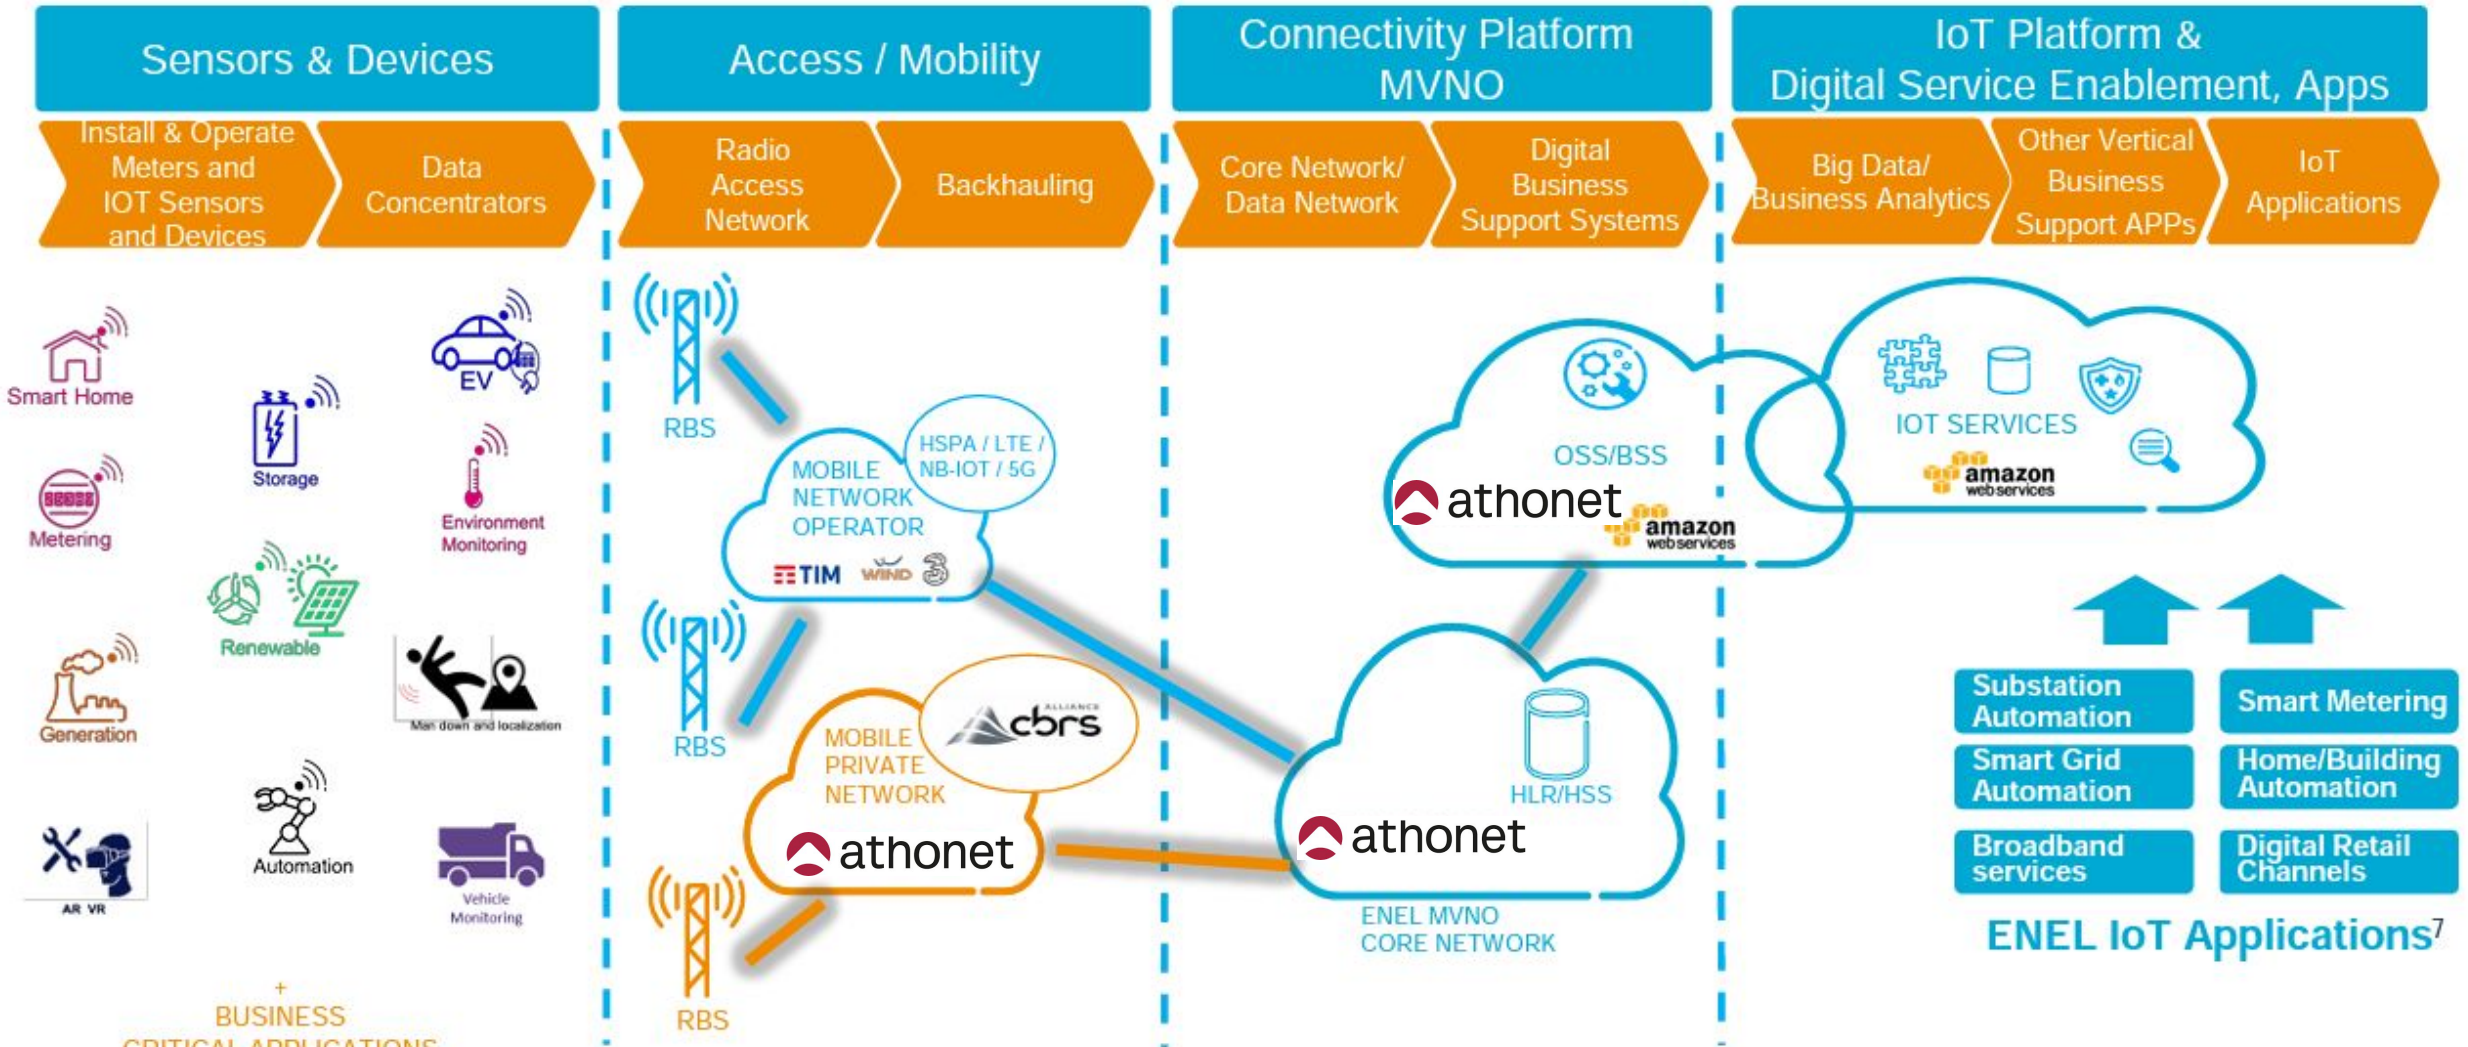 Sensors & Devices
Access / Mobility
Connectivity Platform
MVNO
IoT Platform &
Digital Service Enablement, Apps
Install & Operate
Meters and
IOT Sensors
and Devices
Data
Concentrators
Radio
Access
Network
Backhauling
Core Network/
Data Network
Digital
Business
Support Systems
Big Data/
Business Analytics
Other Vertical
Business
Support APPs
IoT
Applications
Smart Home
EV
Storage
Metering
Environment
Monitoring
Renewable
Generation
Man down and localization
Automation
AR VR
Vehicle
Monitoring
+
BUSINESS
CRITICAL APPLICATIONS
RBS
HSPA / LTE /
NB-IOT / 5G
MOBILE
NETWORK
OPERATOR
TIM WIND 3
RBS
ALLIANCE
cbrs
MOBILE
PRIVATE
NETWORK
athonet
RBS
OSS/BSS
athonet
amazon
webservices
HLR/HSS
athonet
ENEL MVNO
CORE NETWORK
IOT SERVICES
amazon
webservices
Substation
Automation
Smart Metering
Smart Grid
Automation
Home/Building
Automation
Broadband
services
Digital Retail
Channels
ENEL IoT Applications7